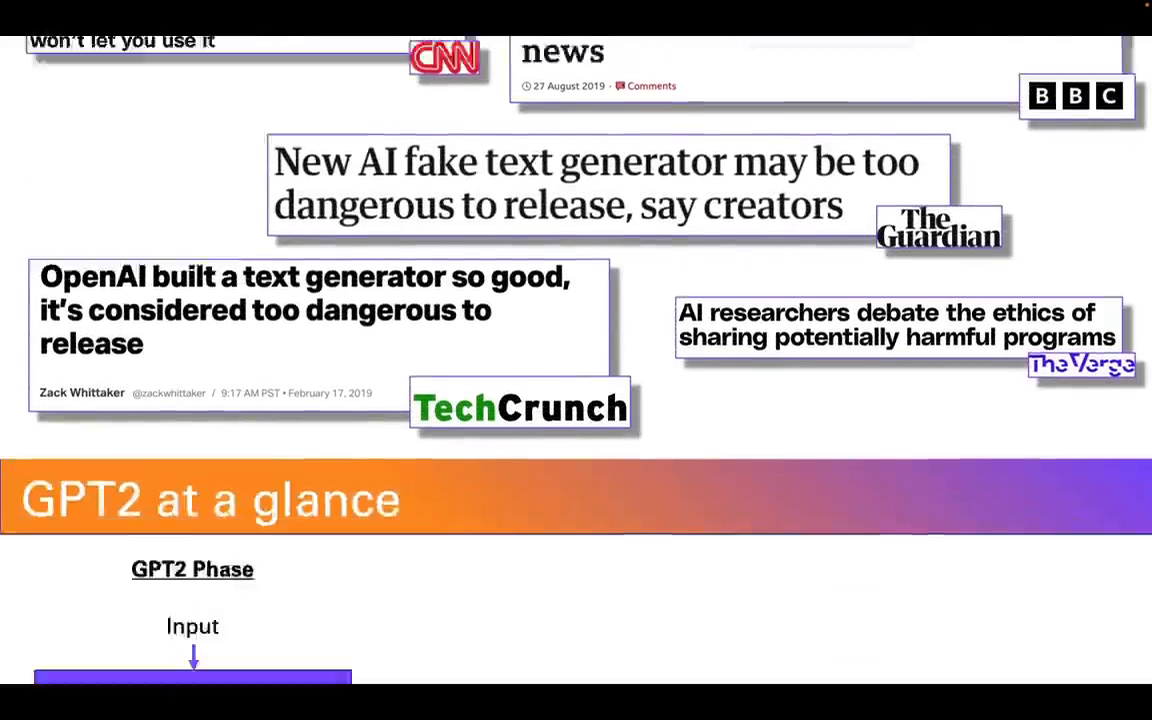 won't let you use it
CNN
news
27 August 2019 · Comments
BBC
New AI fake text generator may be too
dangerous to release, say creators
The
Guardian
OpenAI built a text generator so good,
it's considered too dangerous to
release
Zack Whittaker @zackwhittaker / 9:17 AM PST • February 17, 2019
TechCrunch
AI researchers debate the ethics of
sharing potentially harmful programs
The Verge
GPT2 at a glance
GPT2 Phase
Input